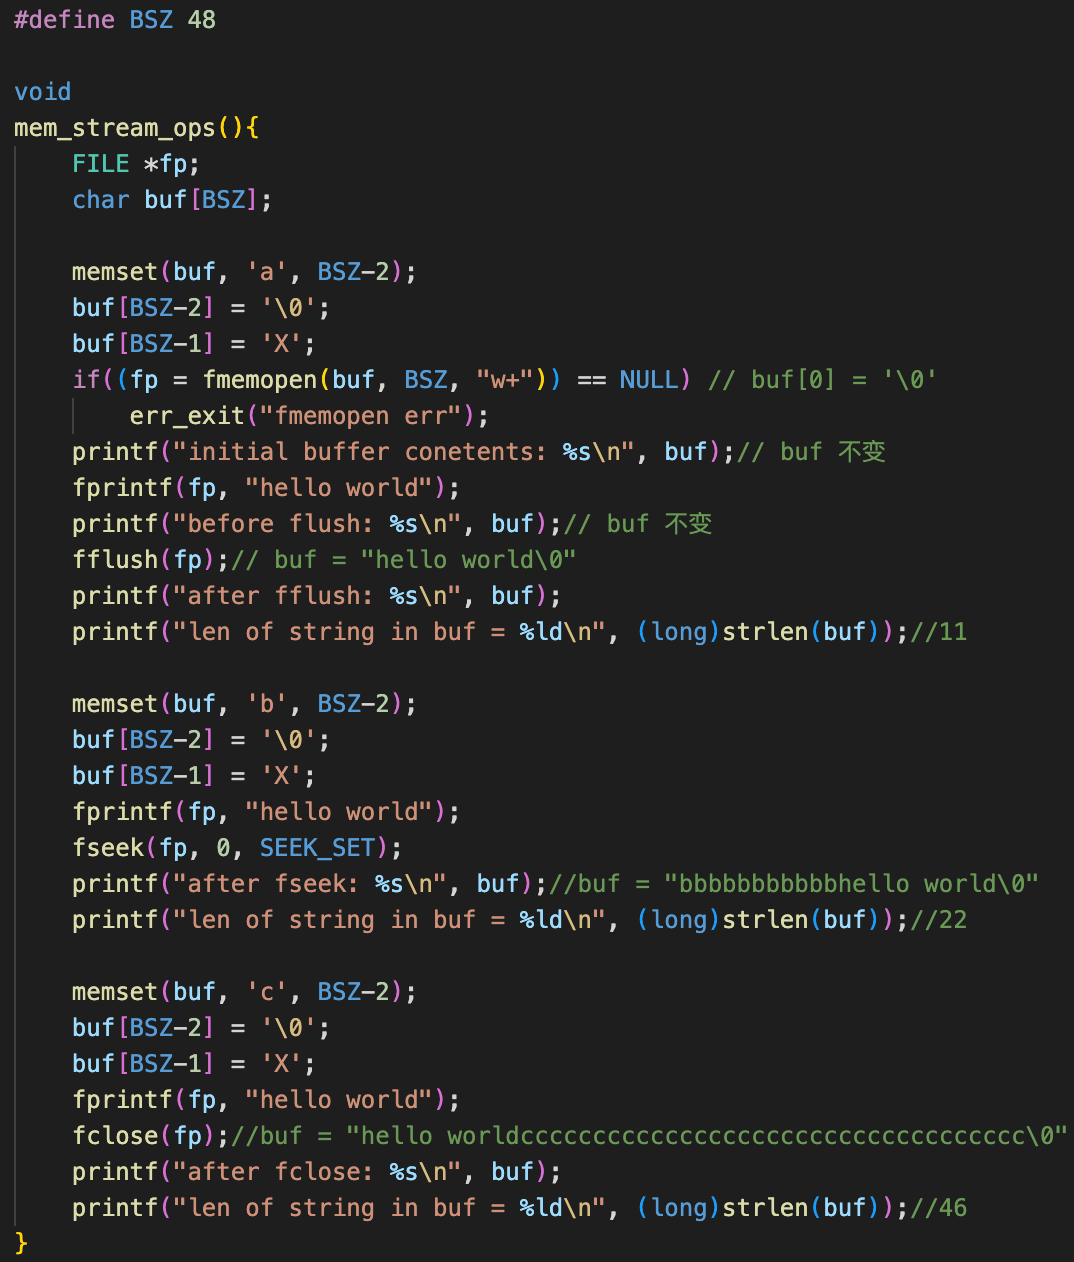 #define BSZ 48
void
mem_stream_ops(){
    FILE *fp;
    char buf[BSZ];
    memset(buf, 'a', BSZ-2);
    buf[BSZ-2] = '\0';
    buf[BSZ-1] = 'X';
    if((fp = fmemopen(buf, BSZ, "w+")) == NULL) // buf[0] = '\0'
        err_exit("fmemopen err");
    printf("initial buffer conetents: %s\n", buf);// buf 不变
    fprintf(fp, "hello world");
    printf("before flush: %s\n", buf);// buf 不变
    fflush(fp);// buf = "hello world\0"
    printf("after fflush: %s\n", buf);
    printf("len of string in buf = %ld\n", (long)strlen(buf));//11
    memset(buf, 'b', BSZ-2);
    buf[BSZ-2] = '\0';
    buf[BSZ-1] = 'X';
    fprintf(fp, "hello world");
    fseek(fp, 0, SEEK_SET);
    printf("after fseek: %s\n", buf);//buf = "bbbbbbbbbbbhello world\0"
    printf("len of string in buf = %ld\n", (long)strlen(buf));//22
    memset(buf, 'c', BSZ-2);
    buf[BSZ-2] = '\0';
    buf[BSZ-1] = 'X';
    fprintf(fp, "hello world");
    fclose(fp);//buf = "hello worldccccccccccccccccccccccccccccccccccc\0"
    printf("after fclose: %s\n", buf);
    printf("len of string in buf = %ld\n", (long)strlen(buf));//46
}